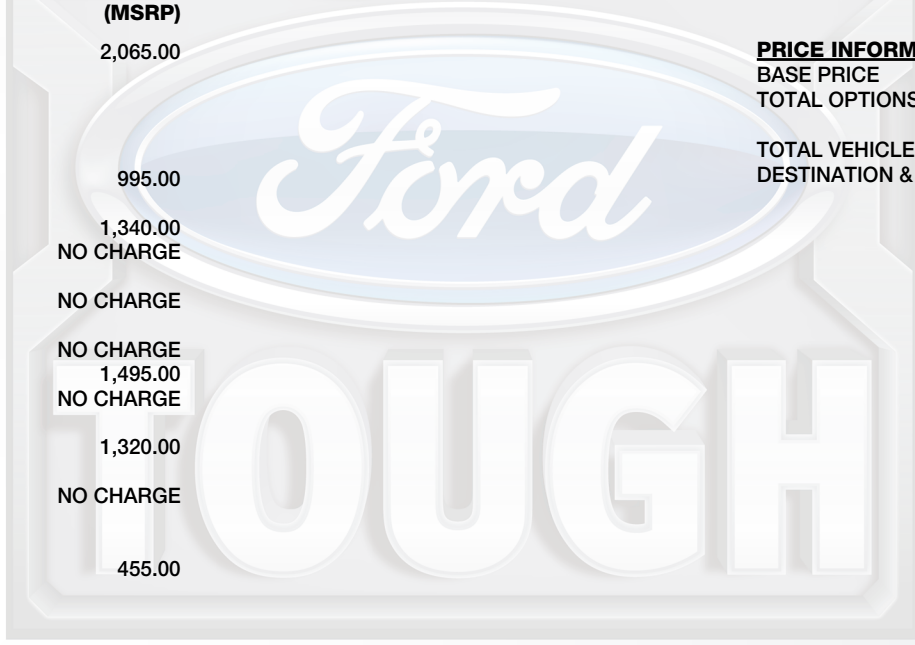 (MSRP)
2,065.00
995.00
1,340.00
NO CHARGE
NO CHARGE
NO CHARGE
1,495.00
NO CHARGE
1,320.00
NO CHARGE
455.00
PRICE INFORM
BASE PRICE
TOTAL OPTIONS
TOTAL VEHICLE
DESTINATION &
Ford
TOUGH